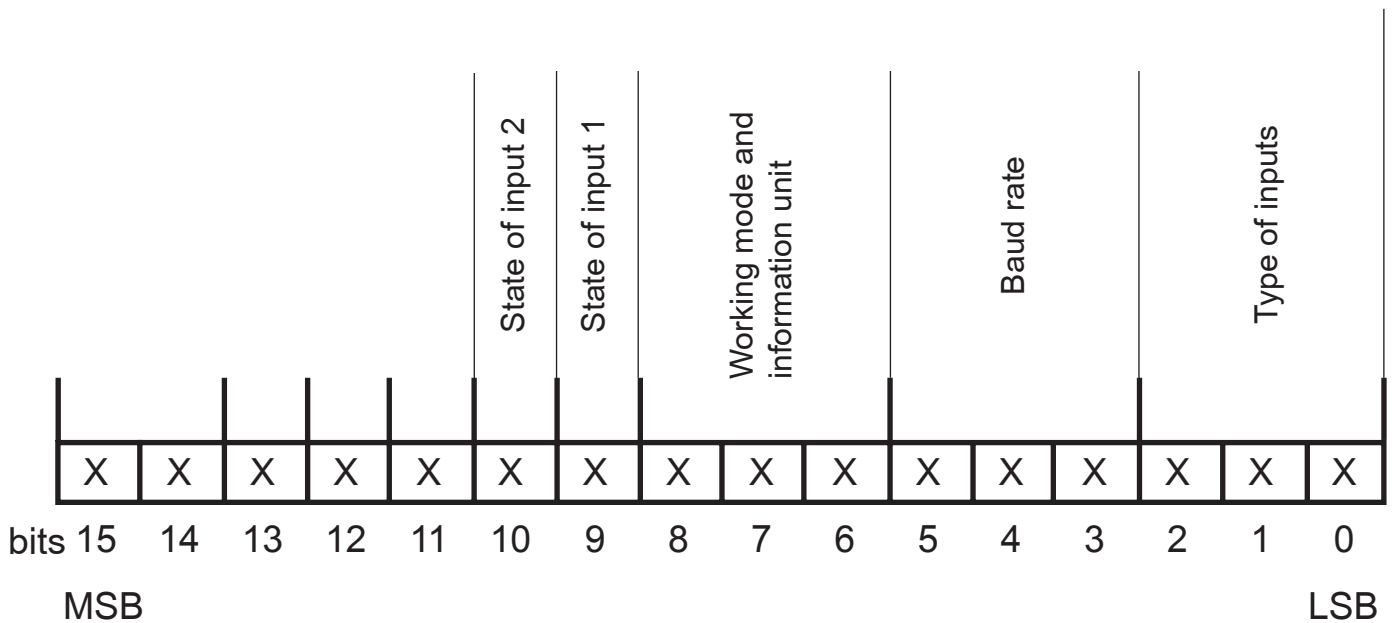 State of input 2
State of input 1
Working mode and
information unit
Baud rate
Type of inputs
X X X X X X X X X X X X X X X X
bits 15 14 13 12 11 10 9 8 7 6 5 4 3 2 1 0
MSB LSB